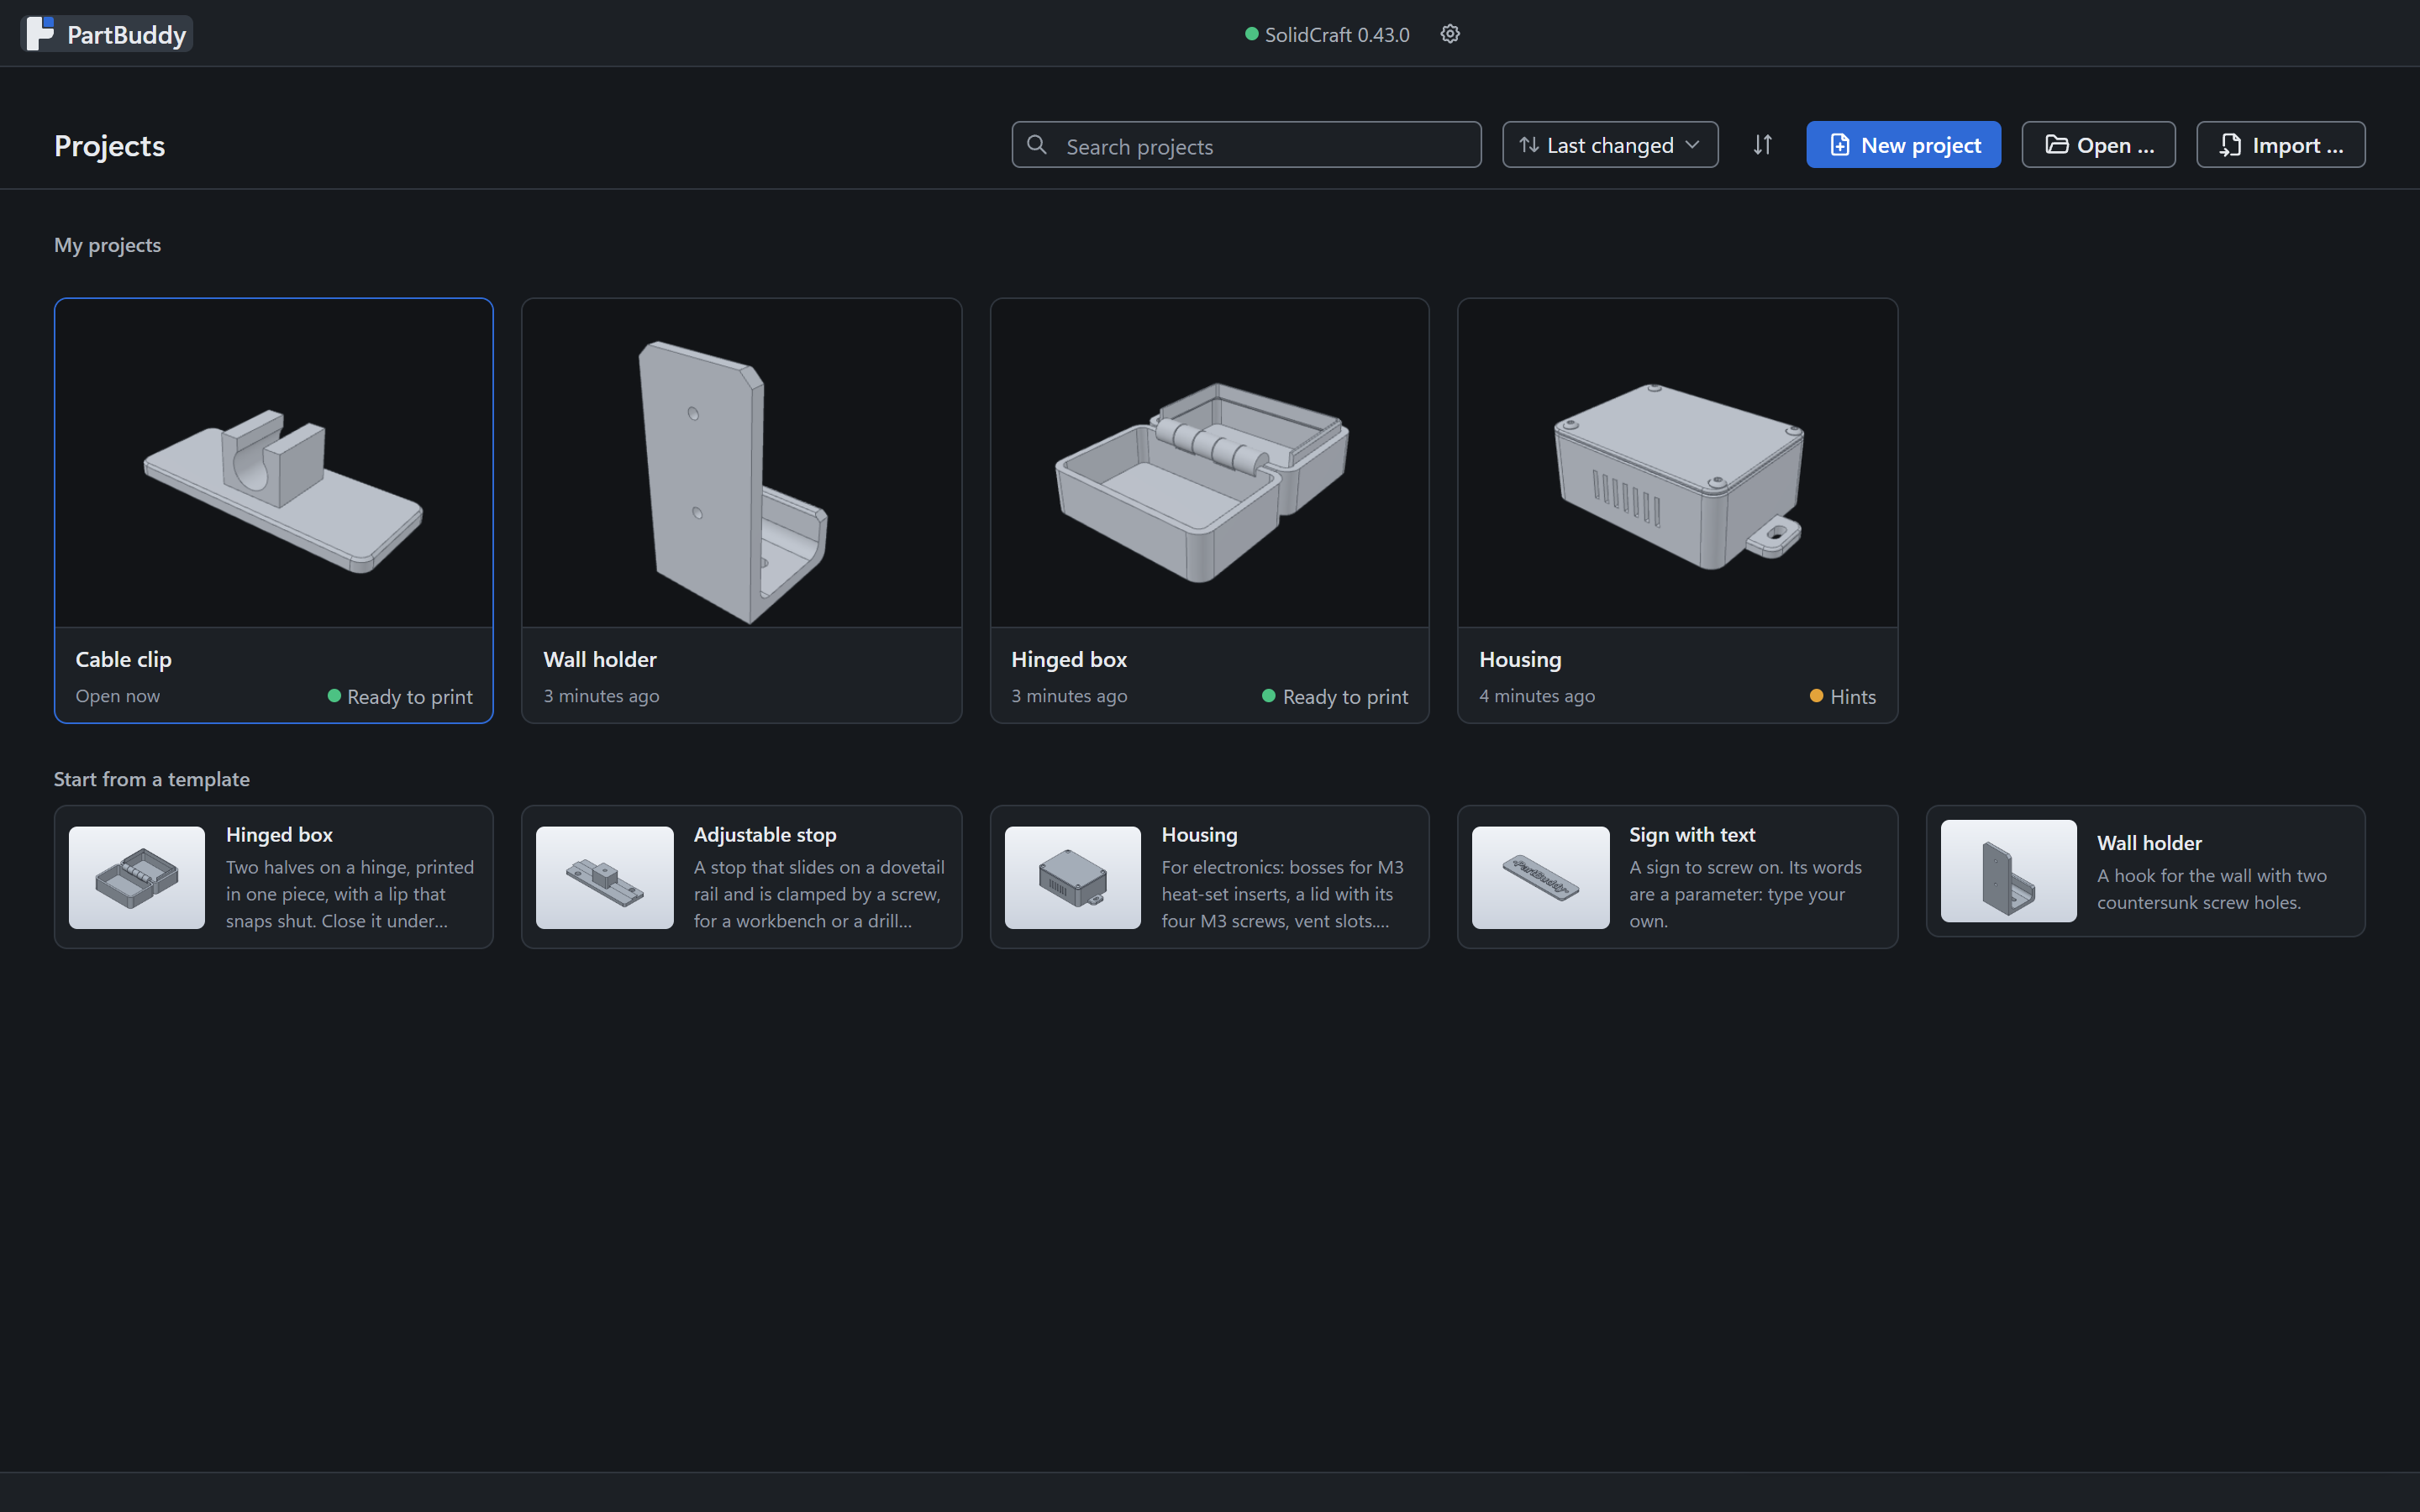 PartBuddy
SolidCraft 0.43.0
Projects
Search projects
Last changed
New project
Open ...
Import ...
My projects
Cable clip
Open now
Ready to print
Wall holder
3 minutes ago
Hinged box
3 minutes ago
Ready to print
Housing
4 minutes ago
Hints
Start from a template
Hinged box
Two halves on a hinge, printed
in one piece, with a lip that
snaps shut. Close it under...
Adjustable stop
A stop that slides on a dovetail
rail and is clamped by a screw,
for a workbench or a drill...
Housing
For electronics: bosses for M3
heat-set inserts, a lid with its
four M3 screws, vent slots....
PartBuddy
Sign with text
A sign to screw on. Its words
are a parameter: type your
own.
Wall holder
A hook for the wall with two
countersunk screw holes.